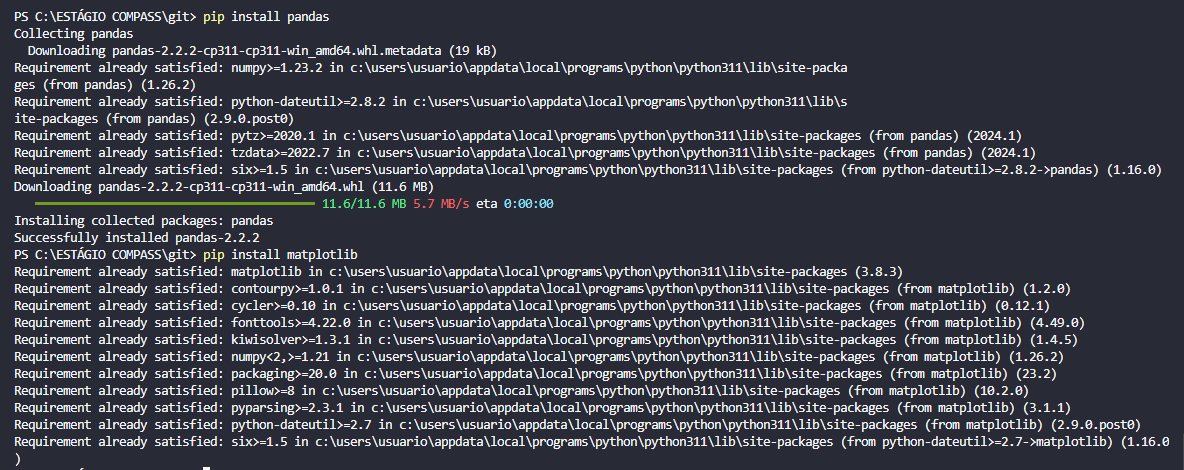 PS C:\ESTÁGIO COMPASS\git> pip install pandas
Collecting pandas
  Downloading pandas-2.2.2-cp311-cp311-win_amd64.whl.metadata (19 kB)
Requirement already satisfied: numpy>=1.23.2 in c:\users\usuario\appdata\local\programs\python\python311\lib\site-packa
ges (from pandas) (1.26.2)
Requirement already satisfied: python-dateutil>=2.8.2 in c:\users\usuario\appdata\local\programs\python\python311\lib\s
ite-packages (from pandas) (2.9.0.post0)
Requirement already satisfied: pytz>=2020.1 in c:\users\usuario\appdata\local\programs\python\python311\lib\site-packages (from pandas) (2024.1)
Requirement already satisfied: tzdata>=2022.7 in c:\users\usuario\appdata\local\programs\python\python311\lib\site-packages (from pandas) (2024.1)
Requirement already satisfied: six>=1.5 in c:\users\usuario\appdata\local\programs\python\python311\lib\site-packages (from python-dateutil>=2.8.2->pandas) (1.16.0)
Downloading pandas-2.2.2-cp311-cp311-win_amd64.whl (11.6 MB)
11.6/11.6 MB 5.7 MB/s eta 0:00:00
Installing collected packages: pandas
Successfully installed pandas-2.2.2
PS C:\ESTÁGIO COMPASS\git> pip install matplotlib
Requirement already satisfied: matplotlib in c:\users\usuario\appdata\local\programs\python\python311\lib\site-packages (3.8.3)
Requirement already satisfied: contourpy>=1.0.1 in c:\users\usuario\appdata\local\programs\python\python311\lib\site-packages (from matplotlib) (1.2.0)
Requirement already satisfied: cycler>=0.10 in c:\users\usuario\appdata\local\programs\python\python311\lib\site-packages (from matplotlib) (0.12.1)
Requirement already satisfied: fonttools>=4.22.0 in c:\users\usuario\appdata\local\programs\python\python311\lib\site-packages (from matplotlib) (4.49.0)
Requirement already satisfied: kiwisolver>=1.3.1 in c:\users\usuario\appdata\local\programs\python\python311\lib\site-packages (from matplotlib) (1.4.5)
Requirement already satisfied: numpy<2,>=1.21 in c:\users\usuario\appdata\local\programs\python\python311\lib\site-packages (from matplotlib) (1.26.2)
Requirement already satisfied: packaging>=20.0 in c:\users\usuario\appdata\local\programs\python\python311\lib\site-packages (from matplotlib) (23.2)
Requirement already satisfied: pillow>=8 in c:\users\usuario\appdata\local\programs\python\python311\lib\site-packages (from matplotlib) (10.2.0)
Requirement already satisfied: pyparsing>=2.3.1 in c:\users\usuario\appdata\local\programs\python\python311\lib\site-packages (from matplotlib) (3.1.1)
Requirement already satisfied: python-dateutil>=2.7 in c:\users\usuario\appdata\local\programs\python\python311\lib\site-packages (from matplotlib) (2.9.0.post0)
Requirement already satisfied: six>=1.5 in c:\users\usuario\appdata\local\programs\python\python311\lib\site-packages (from python-dateutil>=2.7->matplotlib) (1.16.0
)